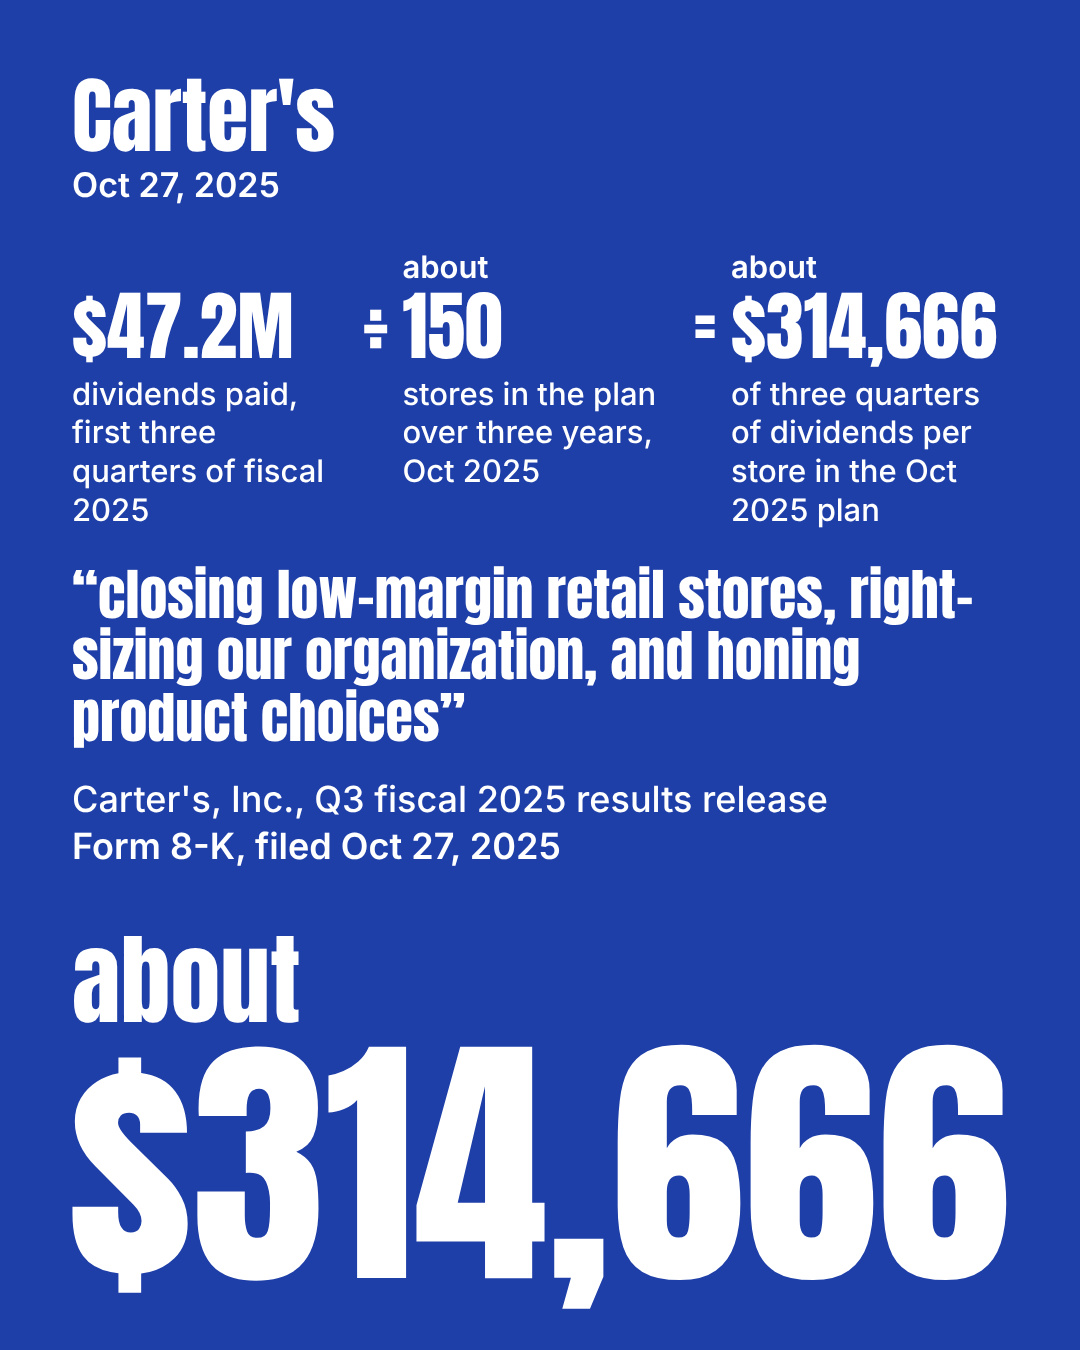 Carter's
Oct 27, 2025
$47.2M
dividends paid,
first three
quarters of fiscal
2025
÷
about
150
stores in the plan
over three years,
Oct 2025
=
about
$314,666
of three quarters
of dividends per
store in the Oct
2025 plan
“closing low-margin retail stores, right-
sizing our organization, and honing
product choices”
Carter's, Inc., Q3 fiscal 2025 results release
Form 8-K, filed Oct 27, 2025
about
$314,666